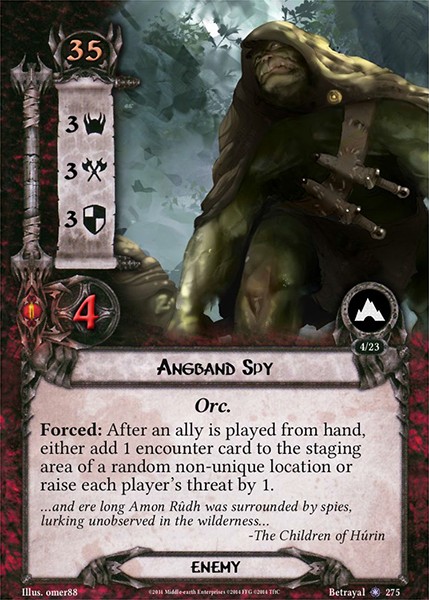 35
3
3
3
4
4/23
Angband Spy
Orc.
Forced: After an ally is played from hand,
either add 1 encounter card to the staging
area of a random non-unique location or
raise each player's threat by 1.
...and ere long Amon Rûdh was surrounded by spies,
lurking unobserved in the wilderness...
-The Children of Húrin
ENEMY
Illus. omer88
Middle-earth Enterprises ©2014 FFG ©2014 TDC
Betrayal 275